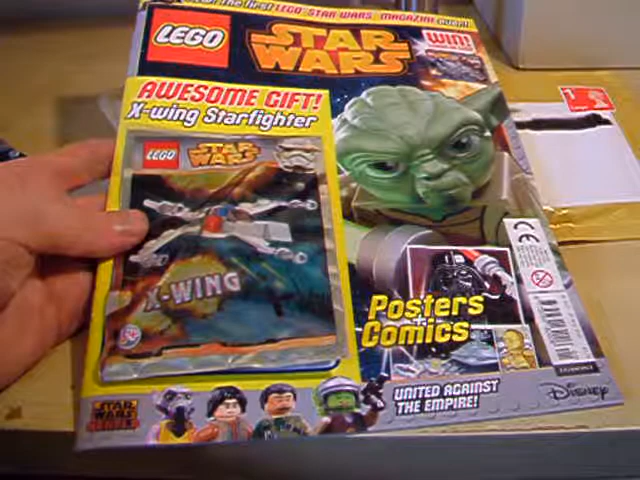 The first LEGO STAR WARS MAGAZINE ever!
LEGO
STAR
WARS
WIN!
AWESOME GIFT!
X-wing Starfighter
LEGO
STAR
WARS
X-WING
Posters
Comics
CE
UNITED AGAINST
THE EMPIRE!
Disney
STAR
WARS
REBELS